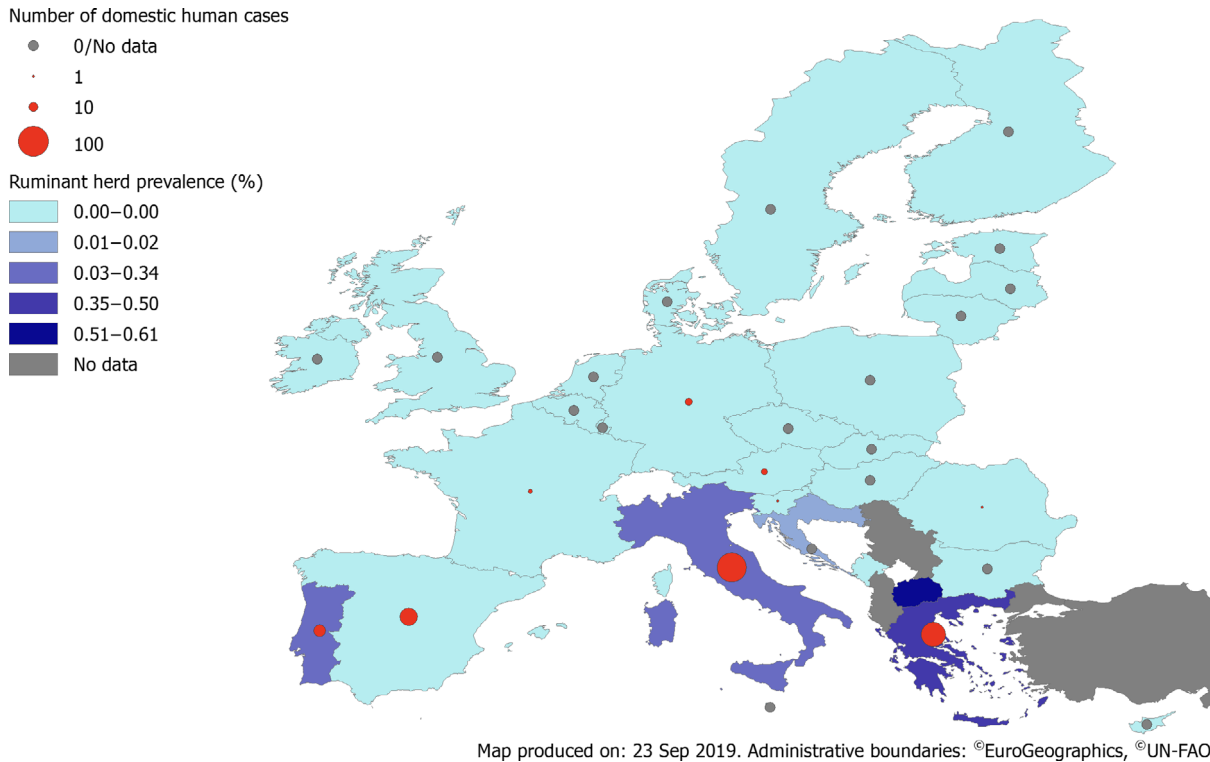 Number of domestic human cases
0/No data
1
10
100
Ruminant herd prevalence (%)
0.00–0.00
0.01–0.02
0.03–0.34
0.35–0.50
0.51–0.61
No data
Map produced on: 23 Sep 2019. Administrative boundaries: ©EuroGeographics, ©UN-FAO